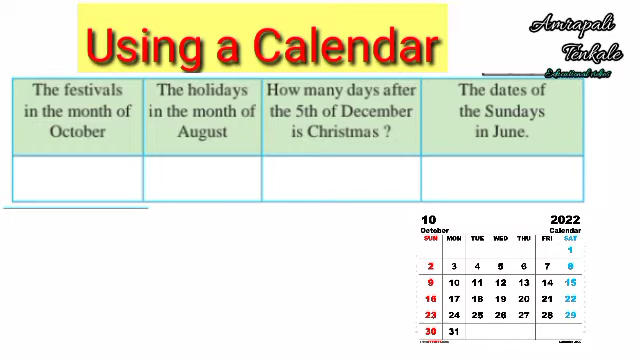 Using a Calendar
Amrapali
Tenkale
The festivals
in the month of
October
The holidays
in the month of
August
How many days after
the 5th of December
is Christmas ?
The dates of
the Sundays
in June.
10 2022
October Calendar
SUN MON TUE WED THU FRI SAT
1
2 3 4 5 6 7 8
9 10 11 12 13 14 15
16 17 18 19 20 21 22
23 24 25 26 27 28 29
30 31